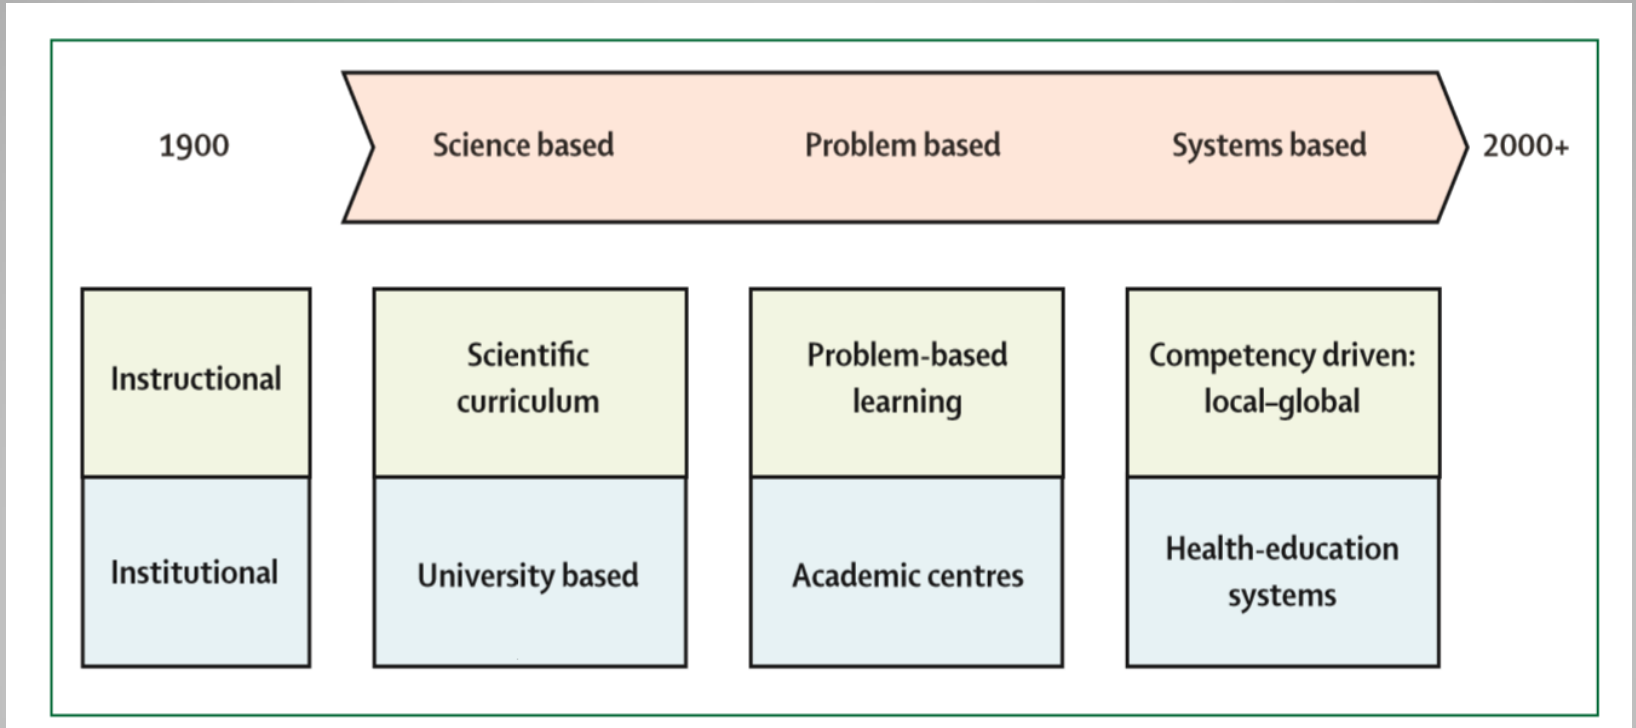 1900
Science based
Problem based
Systems based
2000+
Instructional
Scientific
curriculum
Problem-based
learning
Competency driven:
local–global
Institutional
University based
Academic centres
Health-education
systems